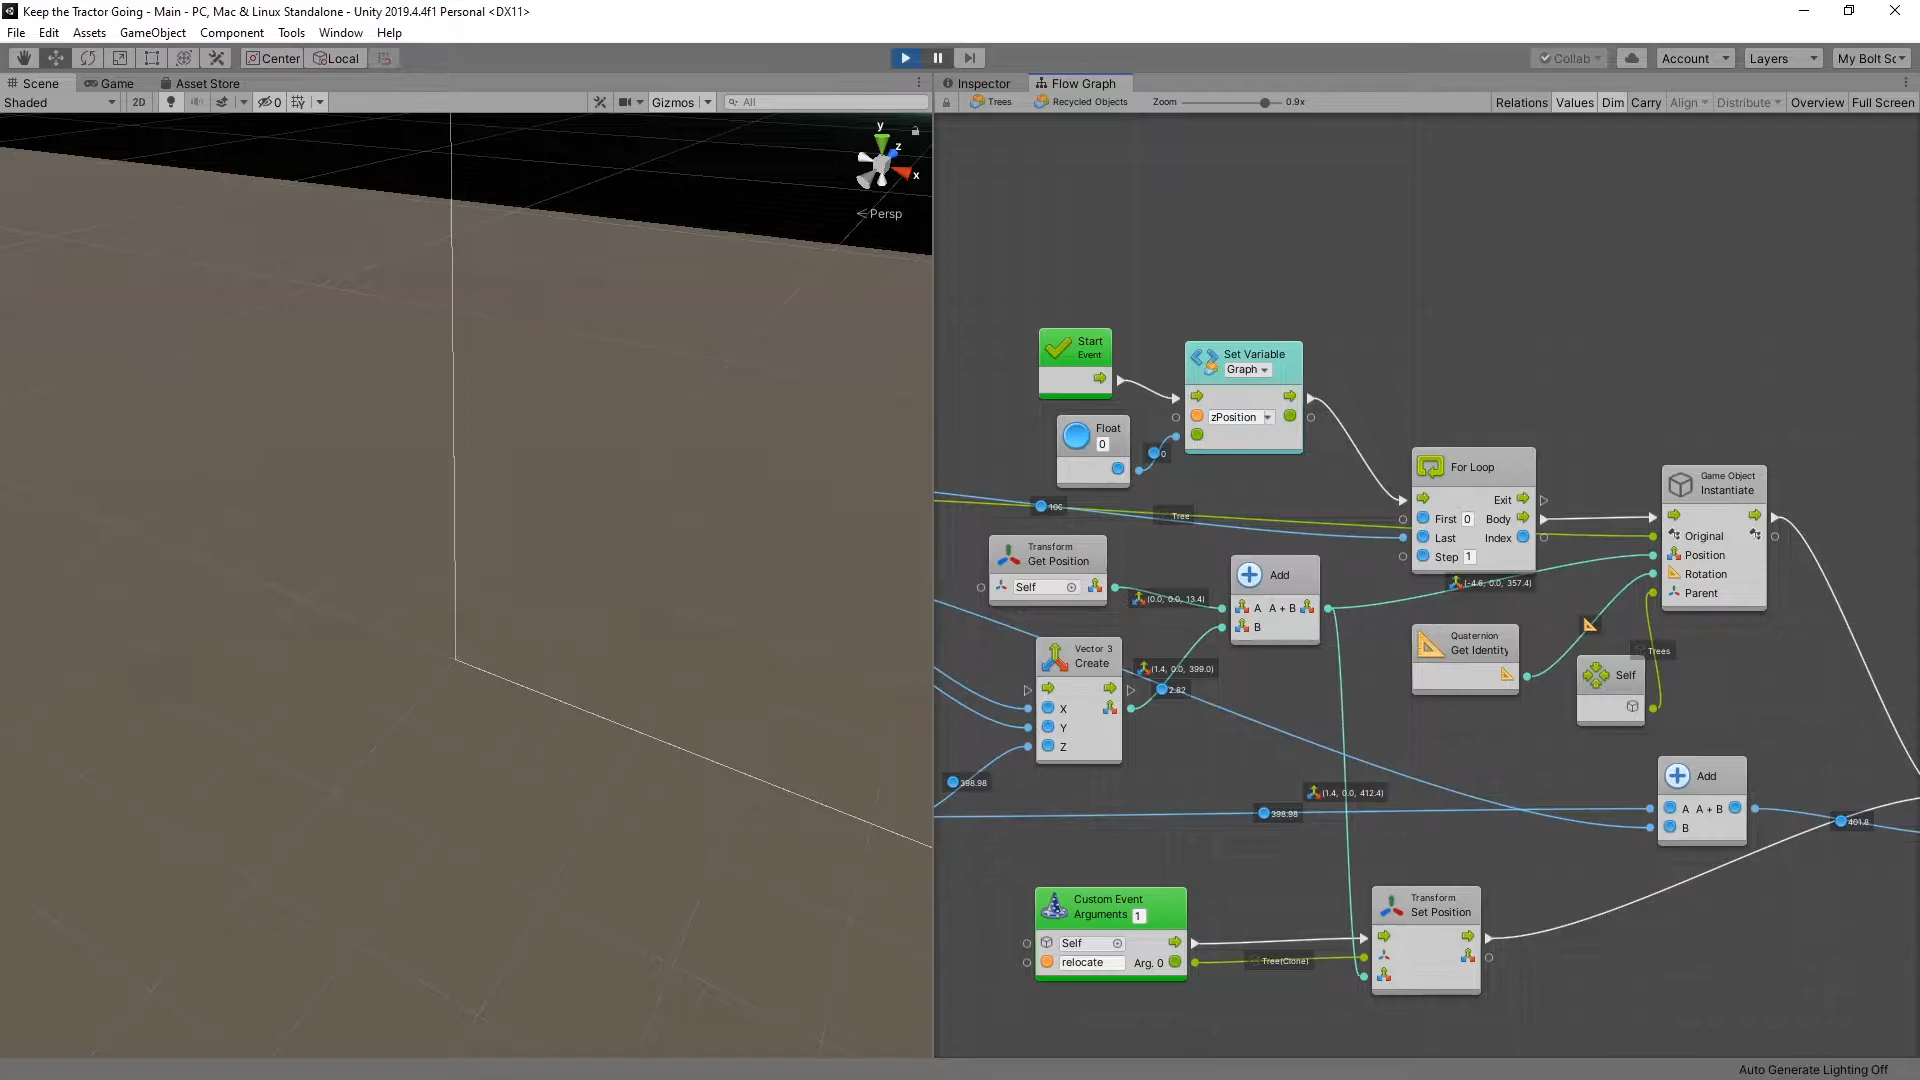 Keep the Tractor Going - Main - PC, Mac & Linux Standalone - Unity 2019.4.4f1 Personal <DX11>
File Edit Assets GameObject Component Tools Window Help
Center Local Collab Account Layers My Bolt Sc
Scene Game Asset Store Inspector Flow Graph
Shaded 2D 0 Gizmos All Trees Recycled Objects Zoom 0.9x Relations Values Dim Carry Align Distribute Overview Full Screen
y
z
x
Persp
Start
Event
Set Variable
Graph
zPosition
Float
0
0
For Loop
Exit
First 0 Body
Last Index
Step 1
Game Object
Instantiate
Original
Position
Rotation
Parent
100
Tree
Transform
Get Position
Self
(0.0, 0.0, 13.4)
Add
A A + B
B
(-4.6, 0.0, 357.4)
Quaternion
Get Identity
Trees
Self
Vector 3
Create
X
Y
Z
(1.4, 0.0, 399.0)
2.82
398.98
(1.4, 0.0, 412.4)
398.98
Add
A A + B
B
401.8
Custom Event
Arguments 1
Self
relocate Arg. 0
Tree(Clone)
Transform
Set Position
Auto Generate Lighting Off